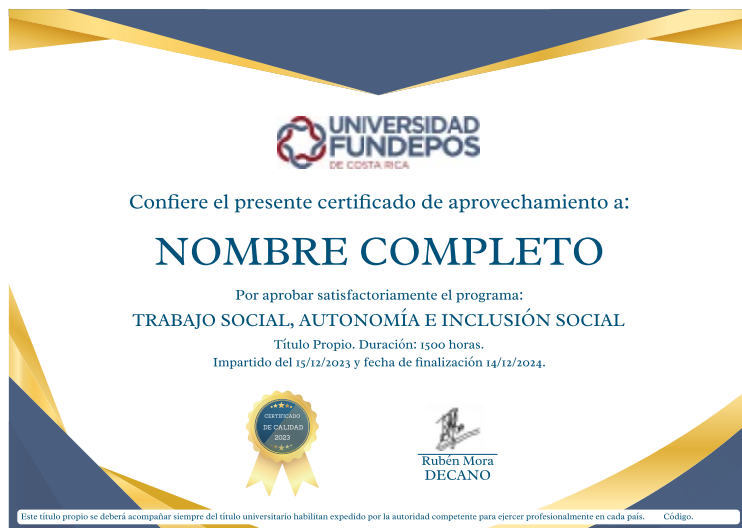 UNIVERSIDAD
FUNDEPOS
DE COSTA RICA
Confiere el presente certificado de aprovechamiento a:
NOMBRE COMPLETO
Por aprobar satisfactoriamente el programa:
TRABAJO SOCIAL, AUTONOMÍA E INCLUSIÓN SOCIAL
Título Propio. Duración: 1500 horas.
Impartido del 15/12/2023 y fecha de finalización 14/12/2024.
CERTIFICADO
DE CALIDAD
2023
Rubén Mora
DECANO
Este título propio se deberá acompañar siempre del título universitario habilitan expedido por la autoridad competente para ejercer profesionalmente en cada país. Código.